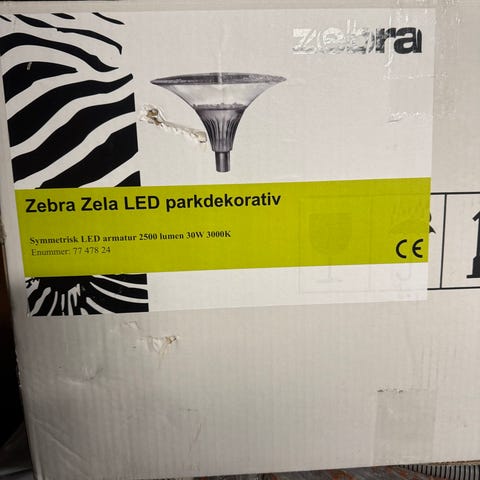 zebra
Zebra Zela LED parkdekorativ
Symmetrisk LED armatur 2500 lumen 30W 3000K
Enummer: 77 478 24
CE